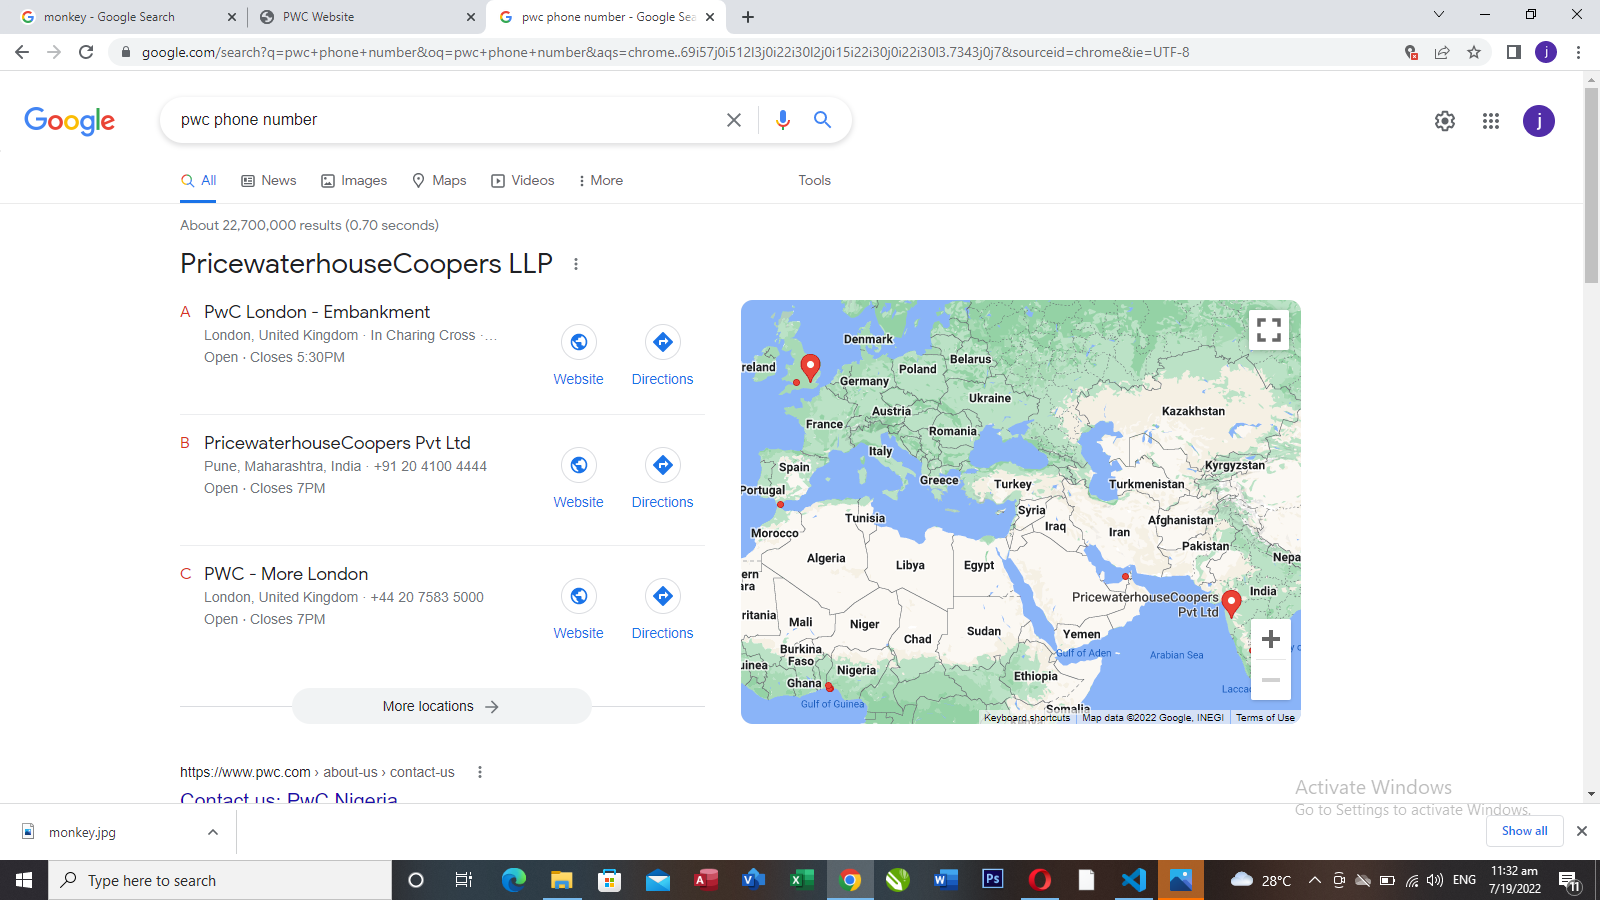 monkey - Google Search
PWC Website
pwc phone number - Google Sea
google.com/search?q=pwc+phone+number&oq=pwc+phone+number&aqs=chrome..69i57j0i512l3j0i22i30l2j0i15i22i30j0i22i30l3.7343j0j7&sourceid=chrome&ie=UTF-8
j
Google
pwc phone number
j
All
News
Images
Maps
Videos
More
Tools
About 22,700,000 results (0.70 seconds)
PricewaterhouseCoopers LLP
A PwC London - Embankment
London, United Kingdom · In Charing Cross ·...
Open · Closes 5:30PM
Website
Directions
B PricewaterhouseCoopers Pvt Ltd
Pune, Maharashtra, India · +91 20 4100 4444
Open · Closes 7PM
Website
Directions
C PWC - More London
London, United Kingdom · +44 20 7583 5000
Open · Closes 7PM
Website
Directions
More locations
Denmark
reland
Belarus
Poland
Germany
Ukraine
Austria
Kazakhstan
France
Romania
Italy
Spain
Kyrgyzstan
Greece
Turkey
Turkmenistan
Portugal
Syria
Tunisia
Afghanistan
Iraq
Iran
Morocco
Pakistan
Algeria
Libya
Egypt
Nepa
ern
ara
PricewaterhouseCoopers
Pvt Ltd
India
ritania
Mali
Niger
Chad
Sudan
Yemen
Gulf of Aden
Arabian Sea
Burkina
Faso
uinea
Nigeria
Ghana
Ethiopia
Laccad
Gulf of Guinea
Somalia
Keyboard shortcuts
Map data ©2022 Google, INEGI
Terms of Use
https://www.pwc.com › about-us › contact-us
Contact us: PwC Nigeria
Activate Windows
Go to Settings to activate Windows.
monkey.jpg
Show all
Type here to search
Ps
28°C
ENG
11:32 am
7/19/2022
11